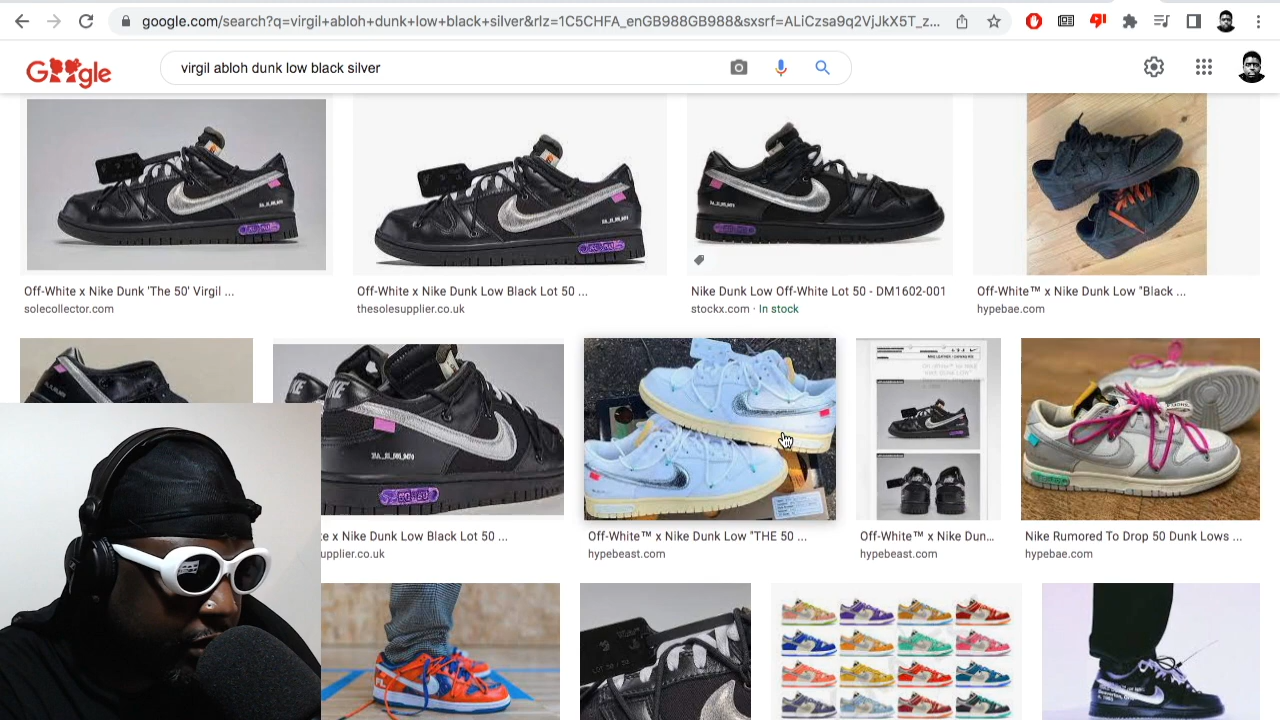 google.com/search?q=virgil+abloh+dunk+low+black+silver&rlz=1C5CHFA_enGB988GB988&sxsrf=ALiCzsa9q2VjJkX5T_z...
Google
virgil abloh dunk low black silver
Off-White x Nike Dunk 'The 50' Virgil ...
solecollector.com
Off-White x Nike Dunk Low Black Lot 50 ...
thesolesupplier.co.uk
Nike Dunk Low Off-White Lot 50 - DM1602-001
stockx.com · In stock
Off-White™ x Nike Dunk Low "Black ...
hypebae.com
x Nike Dunk Low Black Lot 50 ...
upplier.co.uk
Off-White™ x Nike Dunk Low "THE 50 ...
hypebeast.com
Off-White™ x Nike Dun...
hypebeast.com
Nike Rumored To Drop 50 Dunk Lows ...
hypebae.com